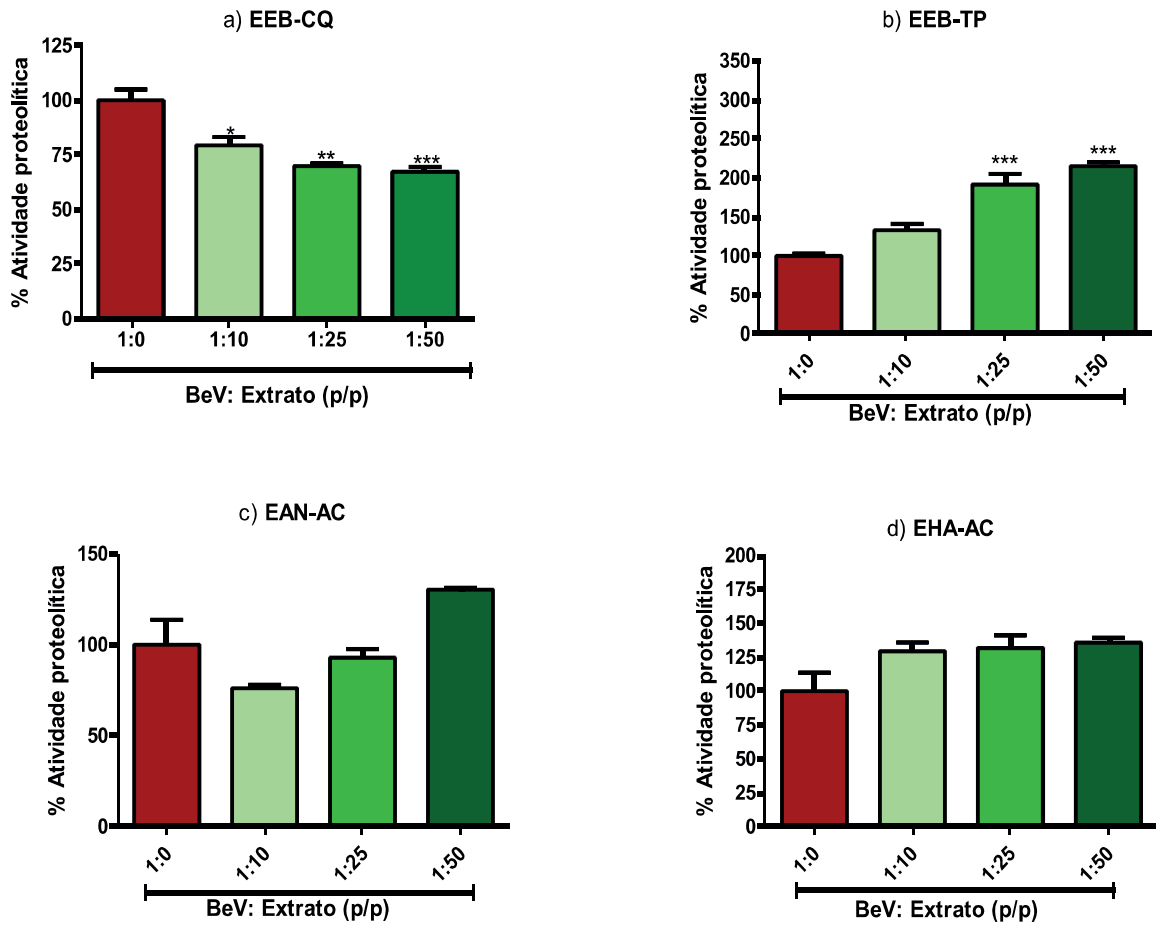 a) EEB-CQ
% Atividade proteolítica
125
100
75
50
25
0
*
**
***
1:0 1:10 1:25 1:50
BeV: Extrato (p/p)
b) EEB-TP
% Atividade proteolítica
350
300
250
200
150
100
50
0
***
***
1:0 1:10 1:25 1:50
BeV: Extrato (p/p)
c) EAN-AC
% Atividade proteolítica
150
100
50
0
1:0 1:10 1:25 1:50
BeV: Extrato (p/p)
d) EHA-AC
% Atividade proteolítica
200
175
150
125
100
75
50
25
0
1:0 1:10 1:25 1:50
BeV: Extrato (p/p)